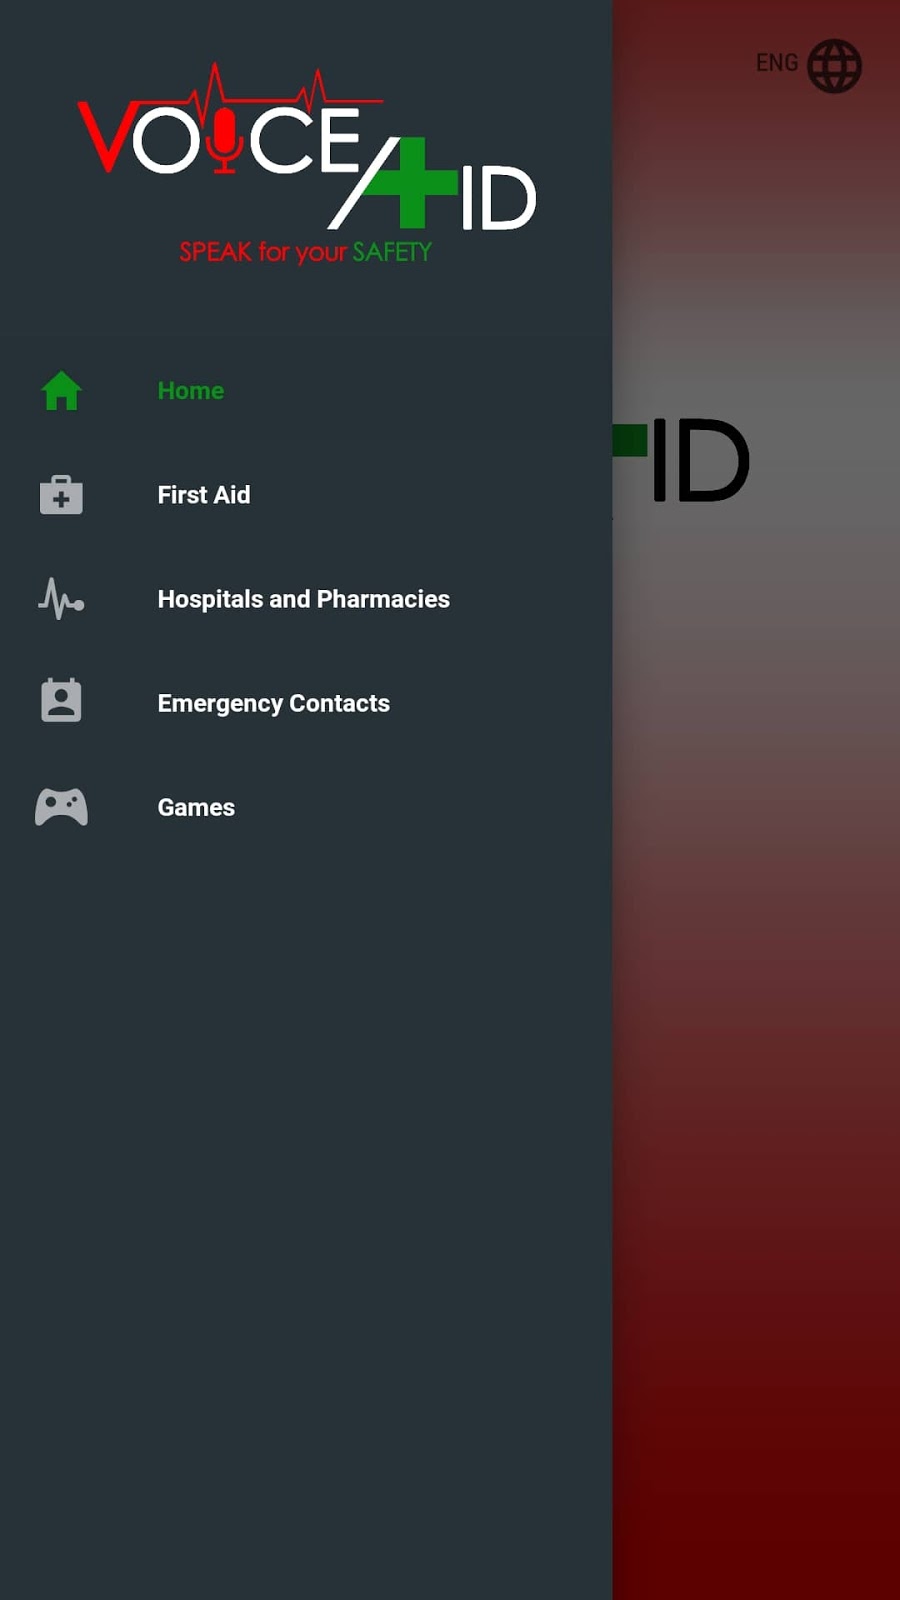 VOICE AID
SPEAK for your SAFETY
ENG
Home
First Aid
Hospitals and Pharmacies
Emergency Contacts
Games
ID